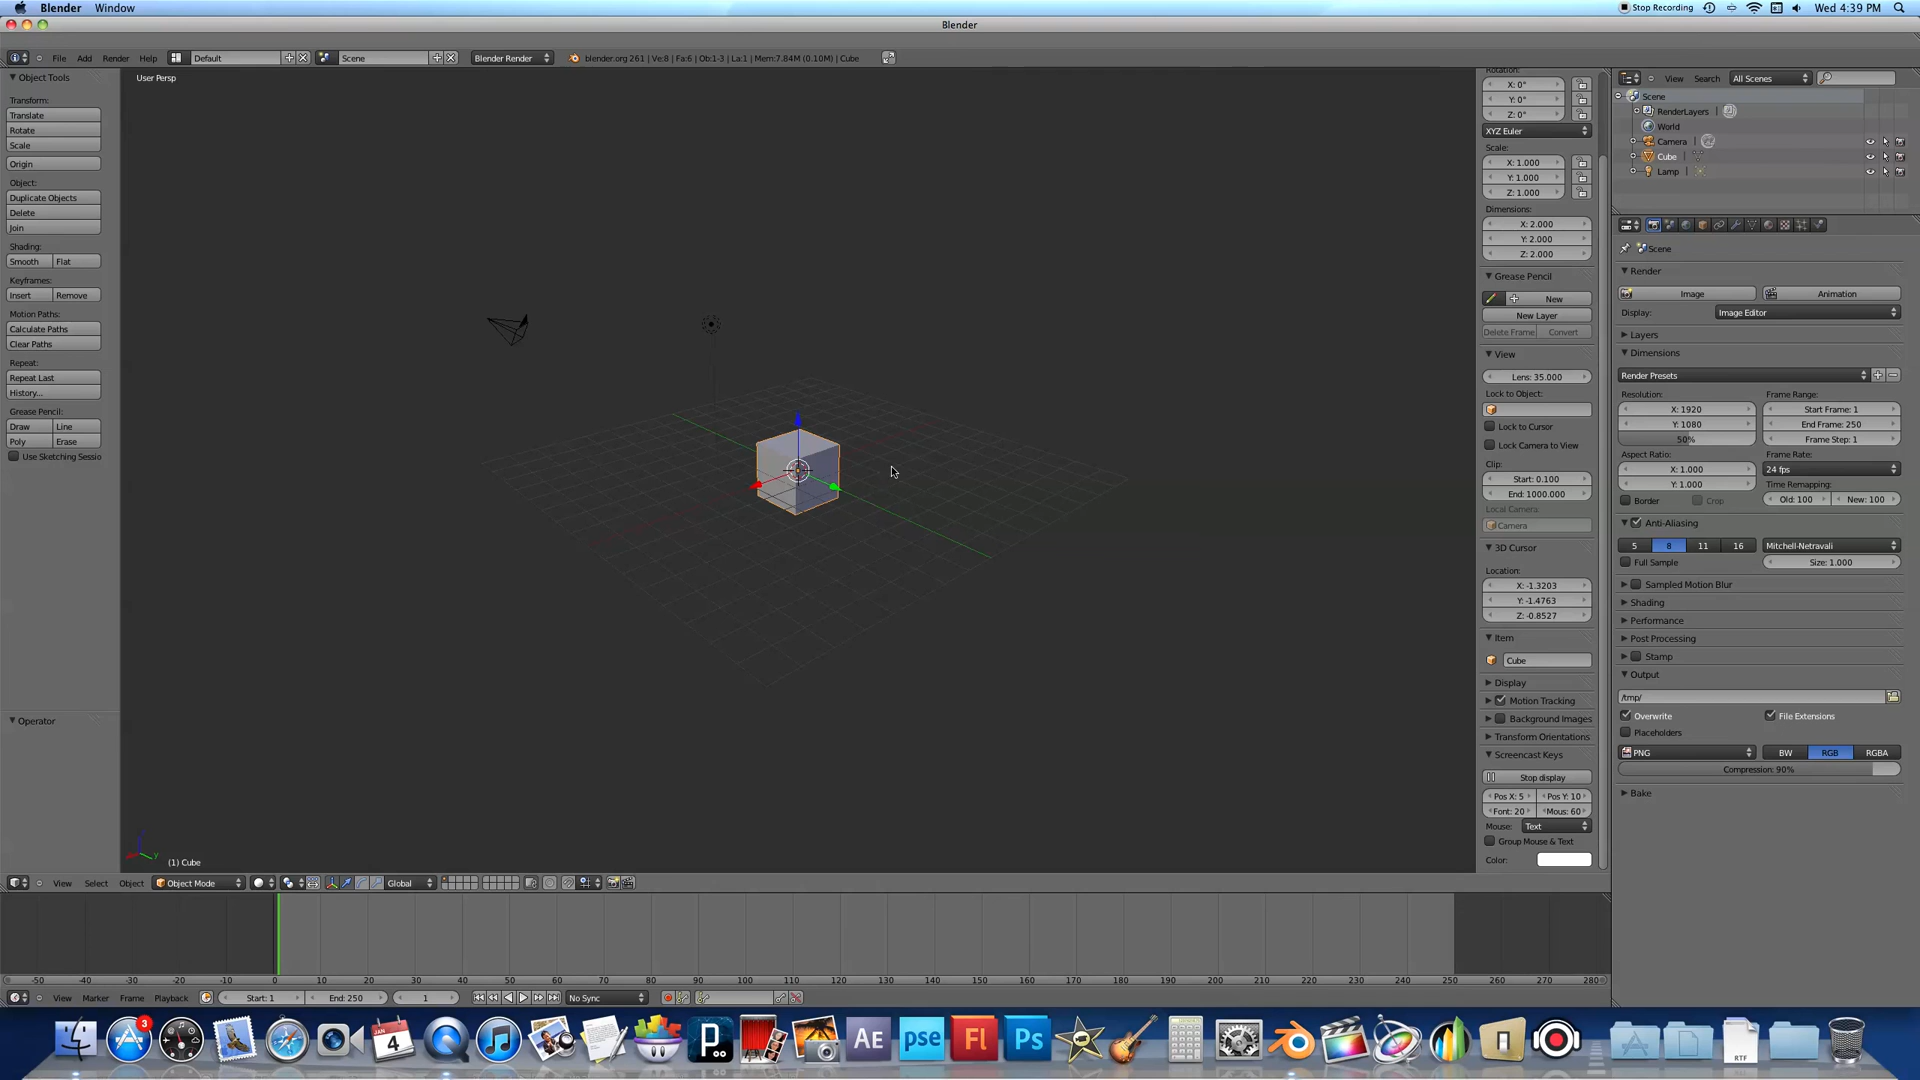 Blender Window Stop Recording Wed 4:39 PM
Blender
File Add Render Help Default Scene Blender Render blender.org 261 | Ve:8 | Fa:6 | Ob:1-3 | La:1 | Mem:7.84M (0.10M) | Cube
Object Tools
Transform:
Translate
Rotate
Scale
Origin
Object:
Duplicate Objects
Delete
Join
Shading:
Smooth Flat
Keyframes:
Insert Remove
Motion Paths:
Calculate Paths
Clear Paths
Repeat:
Repeat Last
History...
Grease Pencil:
Draw Line
Poly Erase
Use Sketching Sessio
Operator
User Persp
(1) Cube
Rotation:
X: 0°
Y: 0°
Z: 0°
XYZ Euler
Scale:
X: 1.000
Y: 1.000
Z: 1.000
Dimensions:
X: 2.000
Y: 2.000
Z: 2.000
Grease Pencil
New
New Layer
Delete Frame Convert
View
Lens: 35.000
Lock to Object:
Lock to Cursor
Lock Camera to View
Clip:
Start: 0.100
End: 1000.000
Local Camera:
Camera
3D Cursor
Location:
X: -1.3203
Y: -1.4763
Z: -0.8527
Item
Cube
Display
Motion Tracking
Background Images
Transform Orientations
Screencast Keys
Stop display
Pos X: 5 Pos Y: 10
Font: 20 Mous: 60
Mouse: Text
Group Mouse & Text
Color:
View Search All Scenes
Scene
RenderLayers
World
Camera
Cube
Lamp
Scene
Render
Image Animation
Display: Image Editor
Layers
Dimensions
Render Presets
Resolution: Frame Range:
X: 1920 Start Frame: 1
Y: 1080 End Frame: 250
50% Frame Step: 1
Aspect Ratio: Frame Rate:
X: 1.000 24 fps
Y: 1.000 Time Remapping:
Border Crop Old: 100 New: 100
Anti-Aliasing
5 8 11 16 Mitchell-Netravali
Full Sample Size: 1.000
Sampled Motion Blur
Shading
Performance
Post Processing
Stamp
Output
/tmp/
Overwrite File Extensions
Placeholders
PNG BW RGB RGBA
Compression: 90%
Bake
View Select Object Object Mode Global
-50 -40 -30 -20 -10 0 10 20 30 40 50 60 70 80 90 100 110 120 130 140 150 160 170 180 190 200 210 220 230 240 250 260 270 280
View Marker Frame Playback Start: 1 End: 250 1 No Sync
3 JAN 4 P AE pse Fl Ps RTF